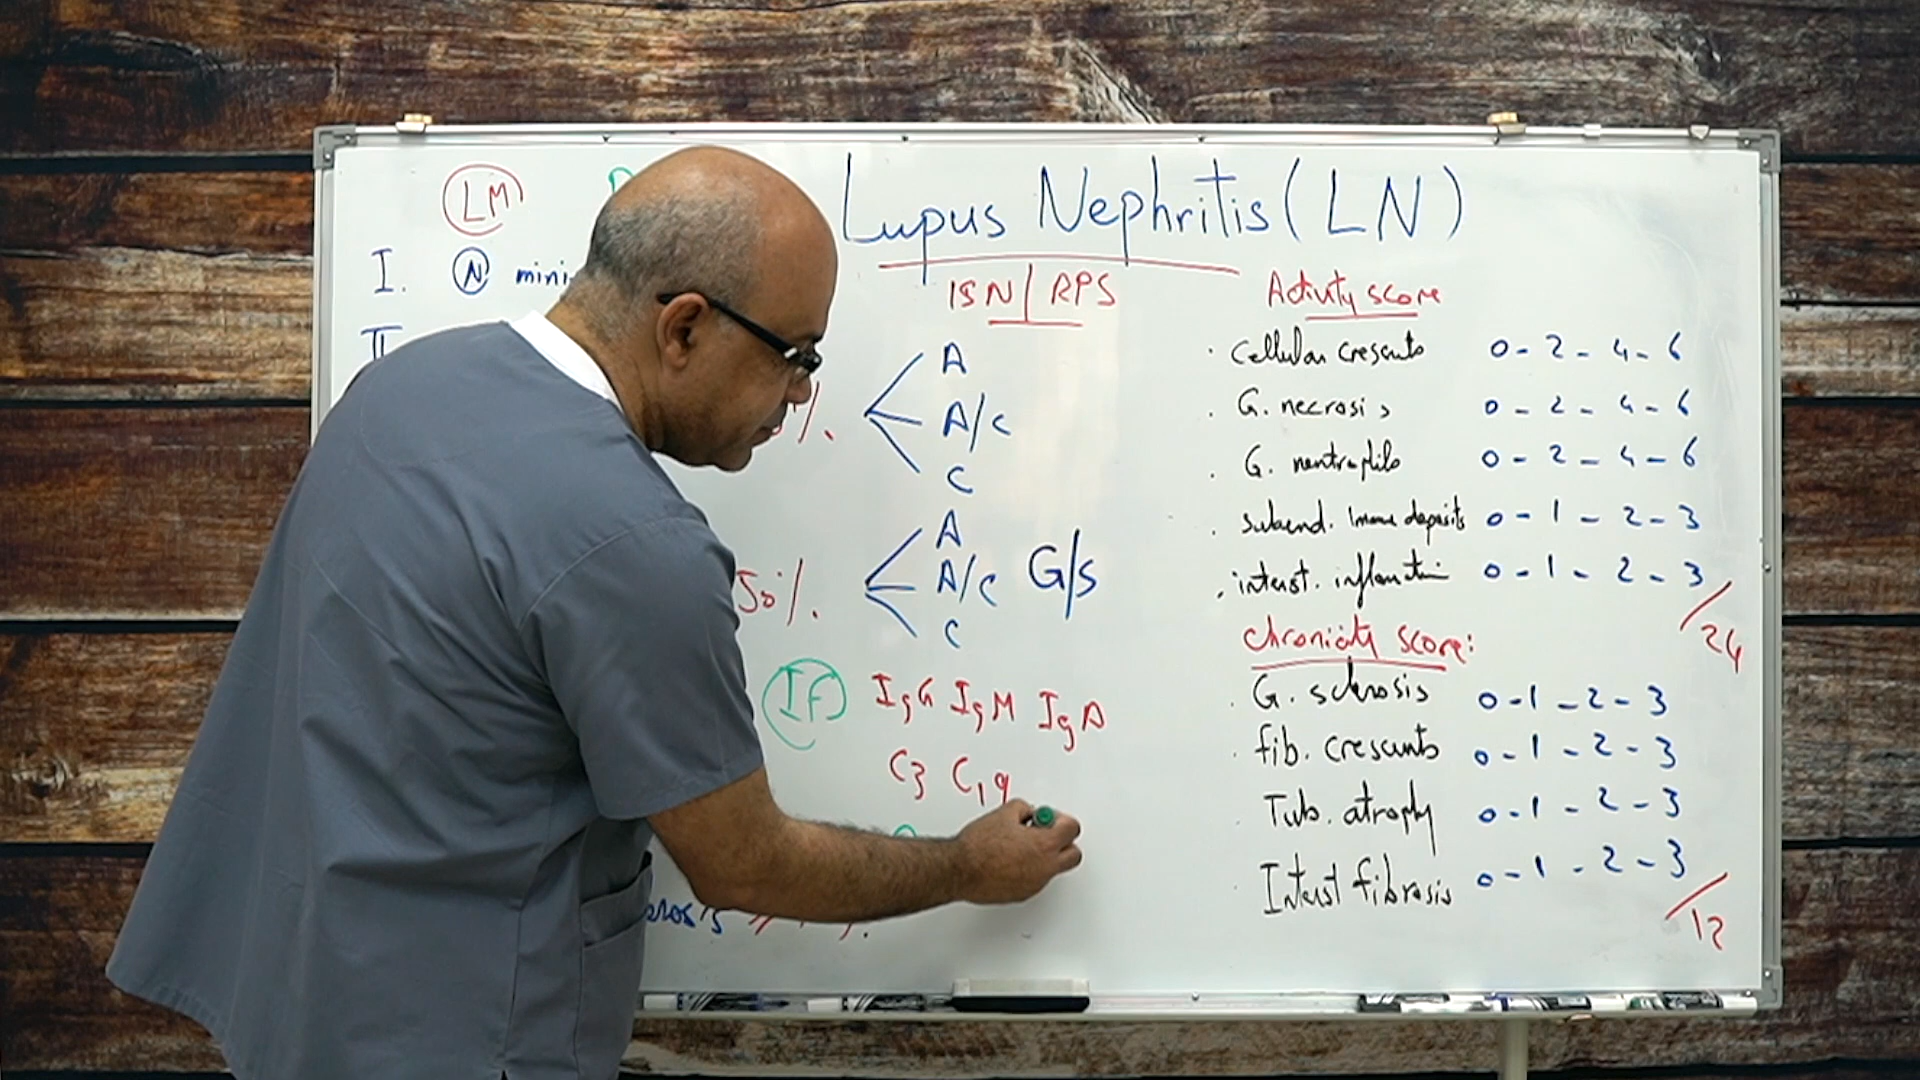 Lupus Nephritis (LN)
LM
I. N mini
II
ISN/RPS
A
A/C
C
50%.
A
A/C G/S
C
IF IgG IgM IgA
C3 C1q
Activity score
. Cellular crescents 0-2-4-6
. G. necrosis 0-2-4-6
. G. neutrophils 0-2-4-6
. subend. Immune deposits 0-1-2-3
. interst. inflamation 0-1-2-3
/24
chronicity score:
. G. sclerosis 0-1-2-3
. fib. crescents 0-1-2-3
. Tub. atrophy 0-1-2-3
. Interst fibrosis 0-1-2-3
/12